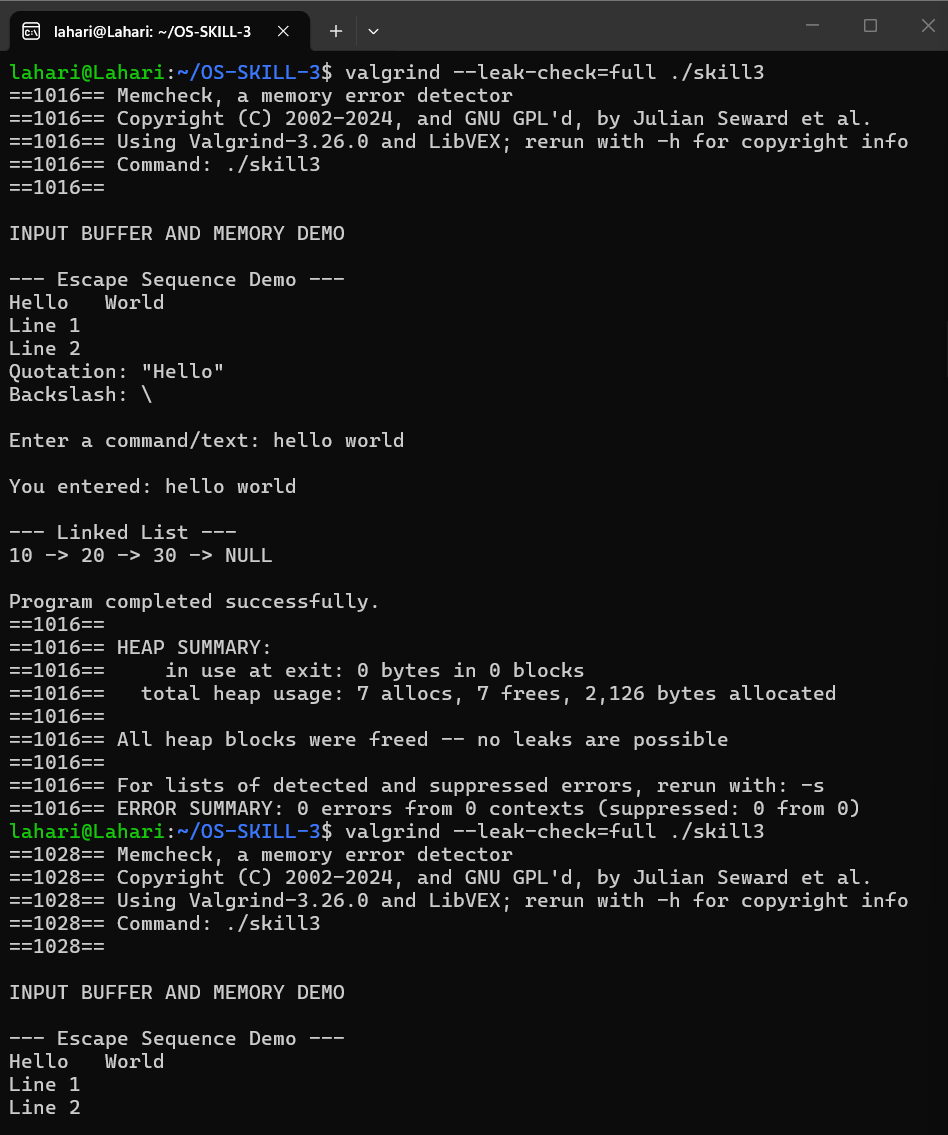 lahari@Lahari: ~/OS-SKILL-3
lahari@Lahari:~/OS-SKILL-3$ valgrind --leak-check=full ./skill3
==1016== Memcheck, a memory error detector
==1016== Copyright (C) 2002-2024, and GNU GPL'd, by Julian Seward et al.
==1016== Using Valgrind-3.26.0 and LibVEX; rerun with -h for copyright info
==1016== Command: ./skill3
==1016==
INPUT BUFFER AND MEMORY DEMO
--- Escape Sequence Demo ---
Hello   World
Line 1
Line 2
Quotation: "Hello"
Backslash: \
Enter a command/text: hello world
You entered: hello world
--- Linked List ---
10 -> 20 -> 30 -> NULL
Program completed successfully.
==1016==
==1016== HEAP SUMMARY:
==1016==     in use at exit: 0 bytes in 0 blocks
==1016==   total heap usage: 7 allocs, 7 frees, 2,126 bytes allocated
==1016==
==1016== All heap blocks were freed -- no leaks are possible
==1016==
==1016== For lists of detected and suppressed errors, rerun with: -s
==1016== ERROR SUMMARY: 0 errors from 0 contexts (suppressed: 0 from 0)
lahari@Lahari:~/OS-SKILL-3$ valgrind --leak-check=full ./skill3
==1028== Memcheck, a memory error detector
==1028== Copyright (C) 2002-2024, and GNU GPL'd, by Julian Seward et al.
==1028== Using Valgrind-3.26.0 and LibVEX; rerun with -h for copyright info
==1028== Command: ./skill3
==1028==
INPUT BUFFER AND MEMORY DEMO
--- Escape Sequence Demo ---
Hello   World
Line 1
Line 2